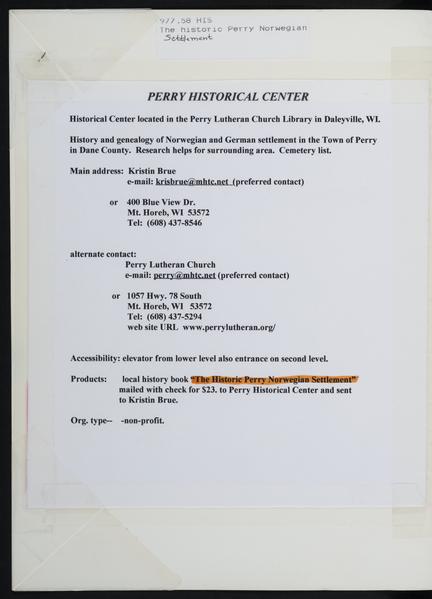 977.58 HIS
The historic Perry Norwegian
Settlement
PERRY HISTORICAL CENTER
Historical Center located in the Perry Lutheran Church Library in Daleyville, WI.
History and genealogy of Norwegian and German settlement in the Town of Perry
in Dane County. Research helps for surrounding area. Cemetery list.
Main address: Kristin Brue
e-mail: krisbrue@mhtc.net (preferred contact)
or 400 Blue View Dr.
Mt. Horeb, WI 53572
Tel: (608) 437-8546
alternate contact:
Perry Lutheran Church
e-mail: perry@mhtc.net (preferred contact)
or 1057 Hwy. 78 South
Mt. Horeb, WI 53572
Tel: (608) 437-5294
web site URL www.perrylutheran.org/
Accessibility: elevator from lower level also entrance on second level.
Products: local history book "The Historic Perry Norwegian Settlement"
mailed with check for $23. to Perry Historical Center and sent
to Kristin Brue.
Org. type-- -non-profit.